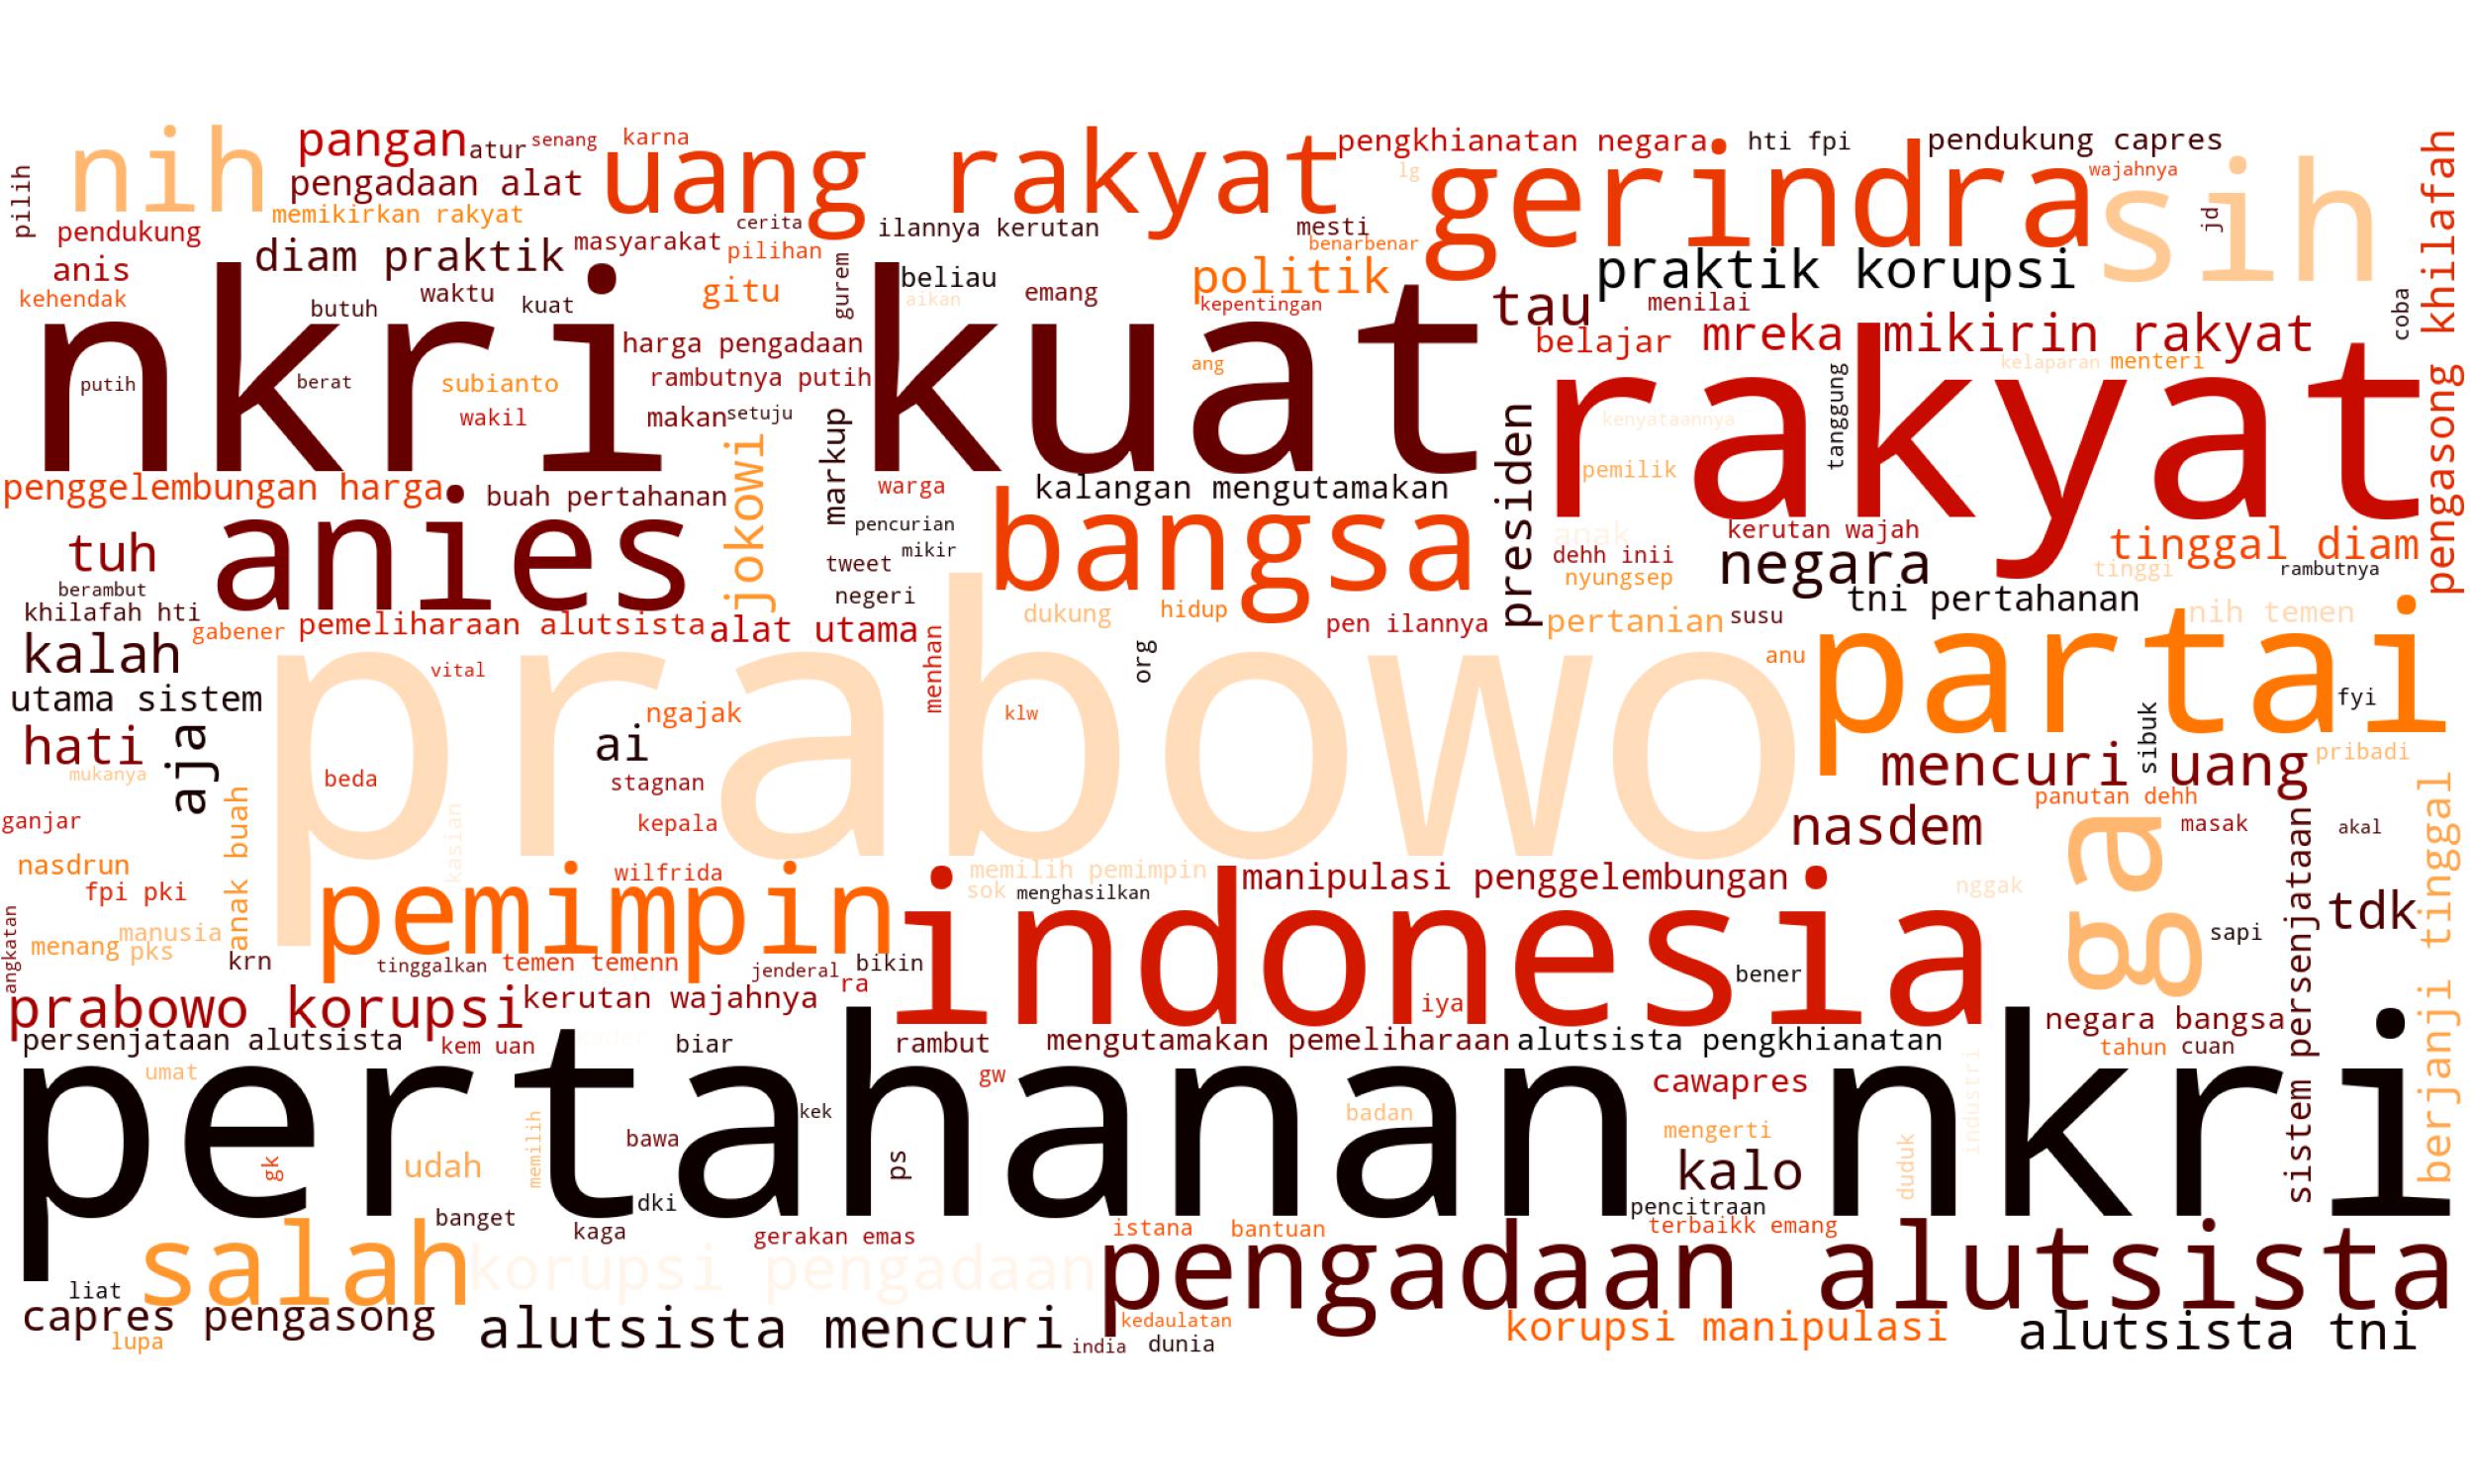 nih
pangan
atur
senang
karna
uang rakyat
pengkhianatan negara
hti fpi
pendukung capres
pilih
pengadaan alat
lg
gerindra
wajahnya
sih
jd
khilafah
memikirkan rakyat
pendukung
cerita
ilannya kerutan
mesti
diam praktik
masyarakat
pilihan
benarbenar
anis
gurem
beliau
politik
praktik korupsi
kehendak
butuh
waktu
kuat
gitu
aikan
emang
kepentingan
tau
menilai
coba
nkri kuat
harga pengadaan
belajar
mreka
mikirin rakyat
putih
berat
subianto
rambutnya putih
ang
kelaparan
menteri
rakyat
wakil
makan
setuju
markup
presiden
kenyataannya
tanggung
pengasong khilafah
jokowi
pemilik
penggelembungan harga
buah pertahanan
warga
kalangan mengutamakan
anies
pencurian
bangsa
anak
kerutan wajah
tuh
mikir
tweet
dehh inii
negara
tinggal diam
berambut
negeri
nyungsep
tinggi
rambutnya
khilafah hti
dukung
hidup
tni pertahanan
nih temen
gabener
pemeliharaan alutsista
alat utama
pen ilannya
pertanian
susu
kalah
vital
menhan
org
anu
partai
utama sistem
prabowo
ngajak
klw
fyi
hati
aja
ai
sibuk
mukanya
beda
stagnan
mencuri uang
pribadi
panutan dehh
ganjar
kepala
nasdem
ga
masak
akal
anak buah
kasian
nasdrun
wilfrida
memilih pemimpin
manipulasi penggelembungan
fpi pki
pemimpin
sok
menghasilkan
nggak
manusia
menang
pks
indonesia
tdk
sapi
berjanji tinggal
angkatan
krn
tinggalkan
temen temenn
jenderal
bikin
bener
prabowo korupsi
kerutan wajahnya
ra
iya
negara bangsa
sistem persenjataan
persenjataan alutsista
kem uan
biar
rambut
mengutamakan pemeliharaan
alutsista pengkhianatan
tahun
cuan
umat
gw
cawapres
industri
pertahanan nkri
memilih
kek
badan
mengerti
bawa
gk
udah
ps
kalo
duduk
dki
pencitraan
banget
kaga
gerakan emas
istana
bantuan
terbaikk emang
salah
korupsi pengadaan
pengadaan alutsista
liat
capres pengasong
alutsista mencuri
kedaulatan
korupsi manipulasi
alutsista tni
lupa
india
dunia